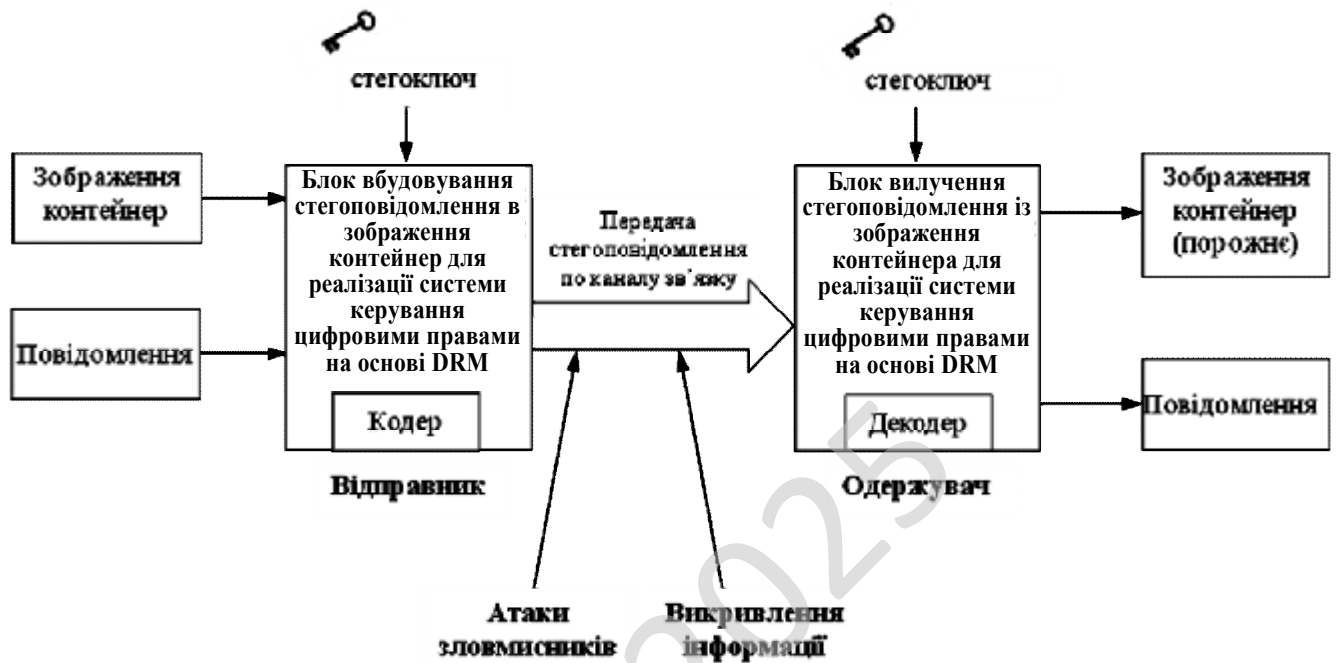 стегоключ
стегоключ
Зображення
контейнер
Повідомлення
Блок вбудовування
стегоповідомлення в
зображення
контейнер для
реалізації системи
керування
цифровими правами
на основі DRM
Кодер
Відправник
Передача
стегоповідомлення
по каналу зв'язку
Атаки
зловмисників
Викривлення
інформації
Блок вилучення
стегоповідомлення із
зображення
контейнера для
реалізації системи
керування
цифровими правами
на основі DRM
Декодер
Одержувач
Зображення
контейнер
(порожнє)
Повідомлення
2025